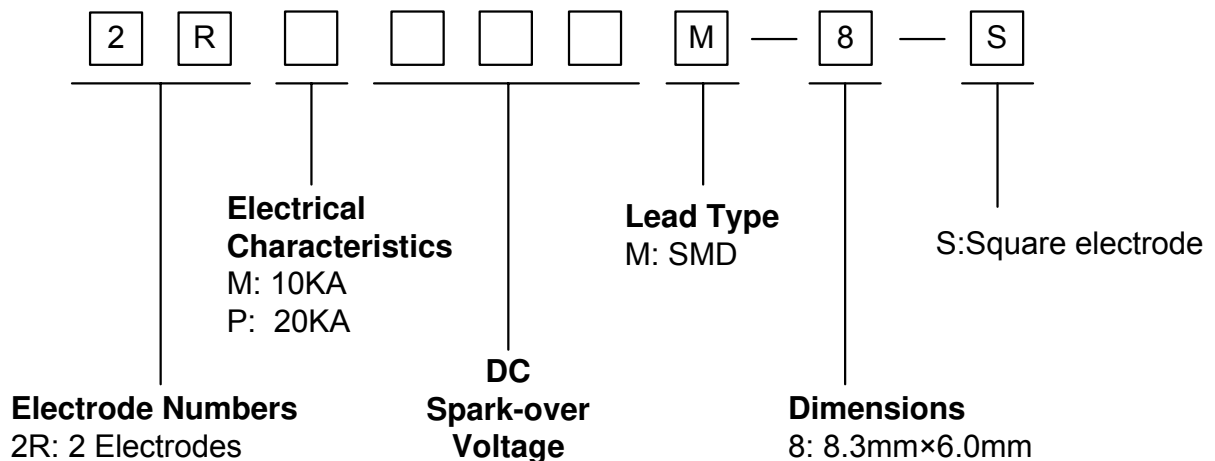 2 R M — 8 — S
Electrical
Characteristics
M: 10KA
P: 20KA
Lead Type
M: SMD
S:Square electrode
Electrode Numbers
2R: 2 Electrodes
DC
Spark-over
Voltage
Dimensions
8: 8.3mm×6.0mm